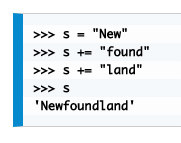 >>> s = "New"
>>> s += "found"
>>> s += "land"
>>> s
'Newfoundland'